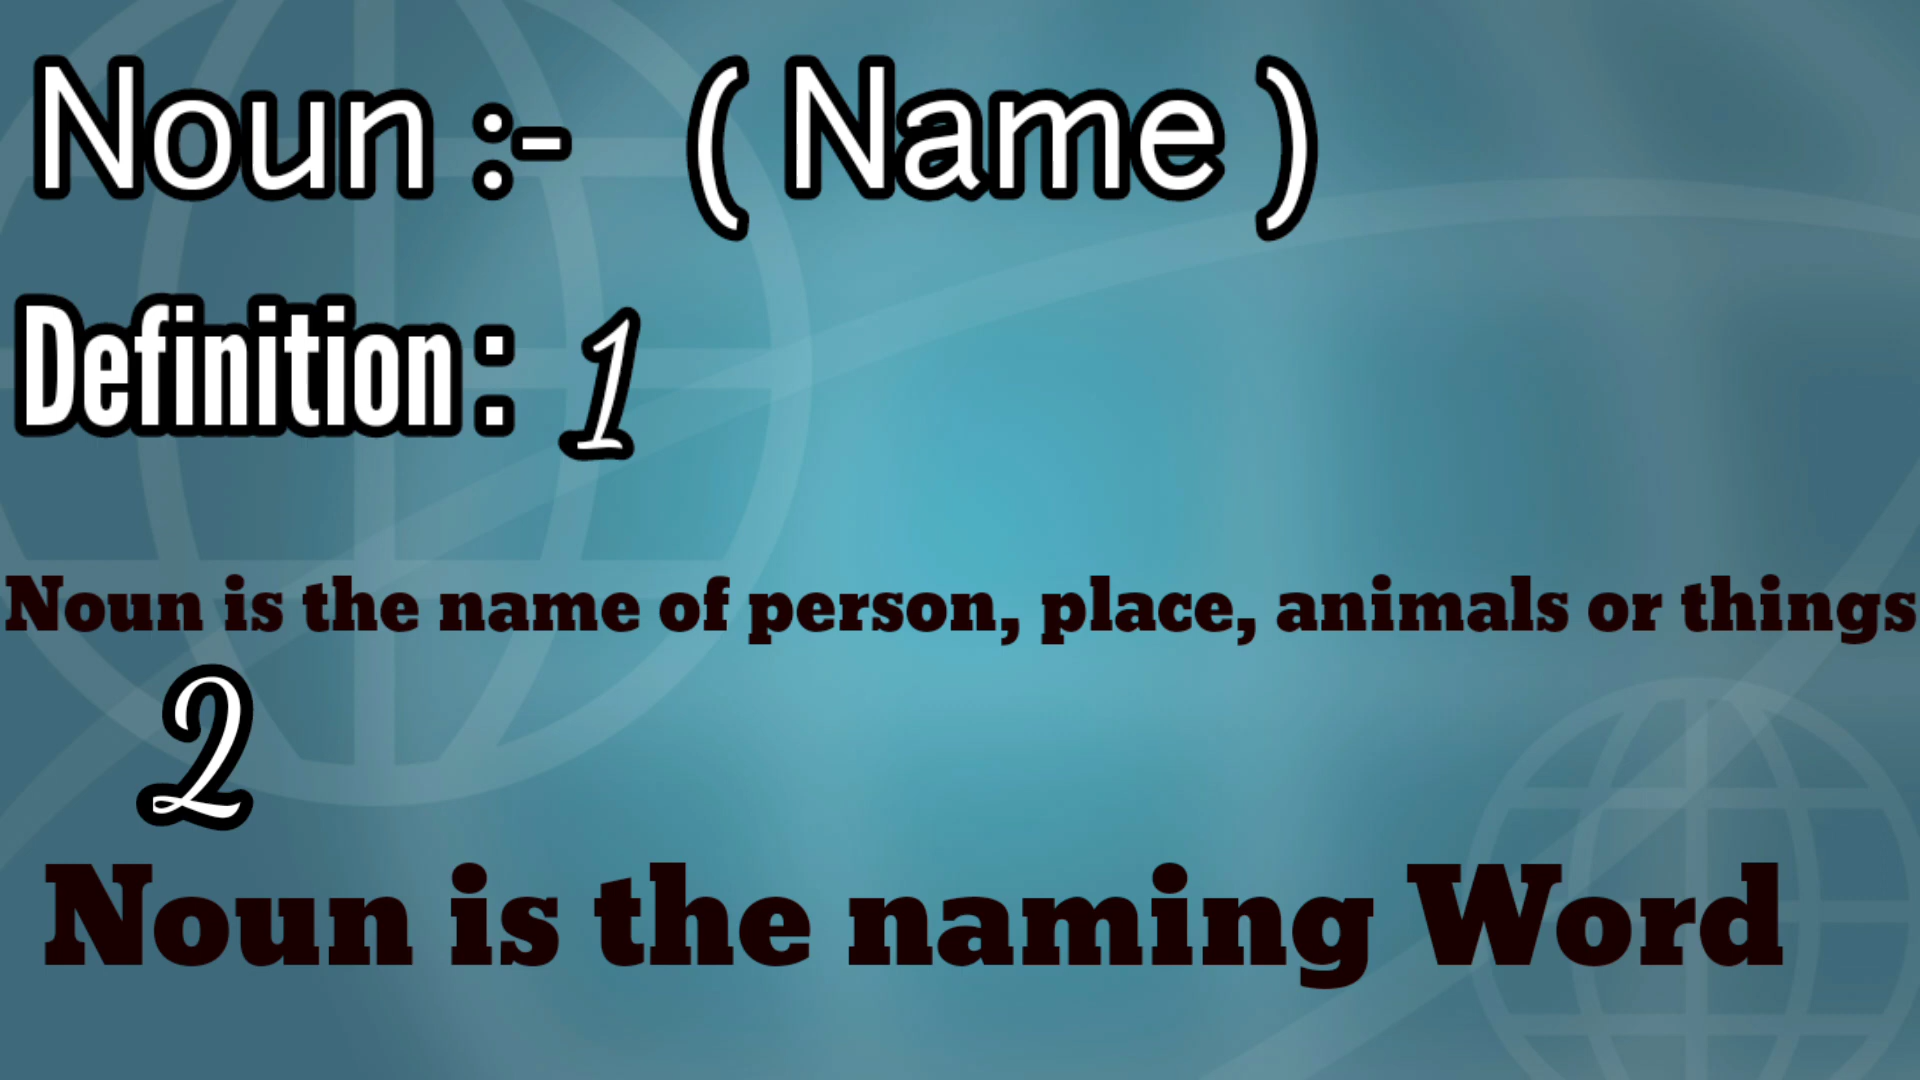 Noun :- ( Name )
Definition : 1
Noun is the name of person, place, animals or things
2
Noun is the naming Word